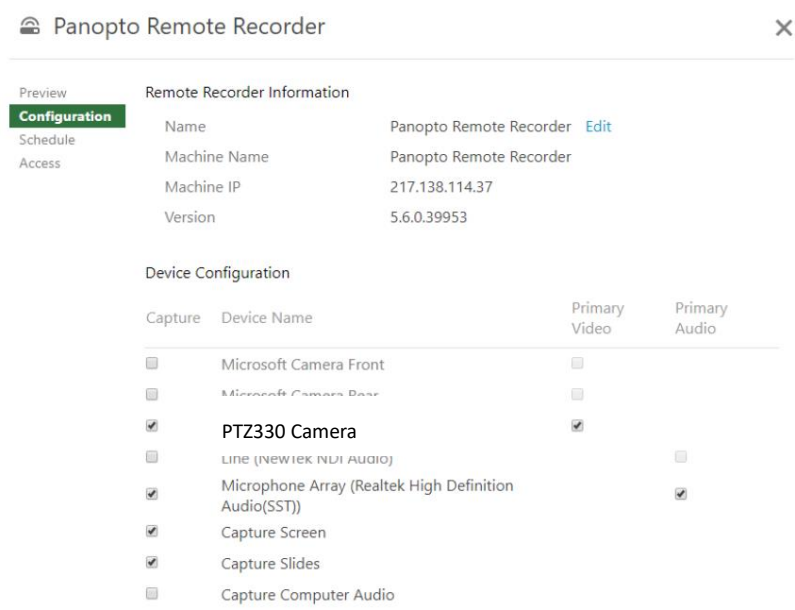 Panopto Remote Recorder
Preview
Configuration
Schedule
Access
Remote Recorder Information
Name Panopto Remote Recorder Edit
Machine Name Panopto Remote Recorder
Machine IP 217.138.114.37
Version 5.6.0.39953
Device Configuration
Capture Device Name Primary Video Primary Audio
Microsoft Camera Front
Microsoft Camera Rear
PTZ330 Camera
Line (NewTek NDI Audio)
Microphone Array (Realtek High Definition
Audio(SST))
Capture Screen
Capture Slides
Capture Computer Audio